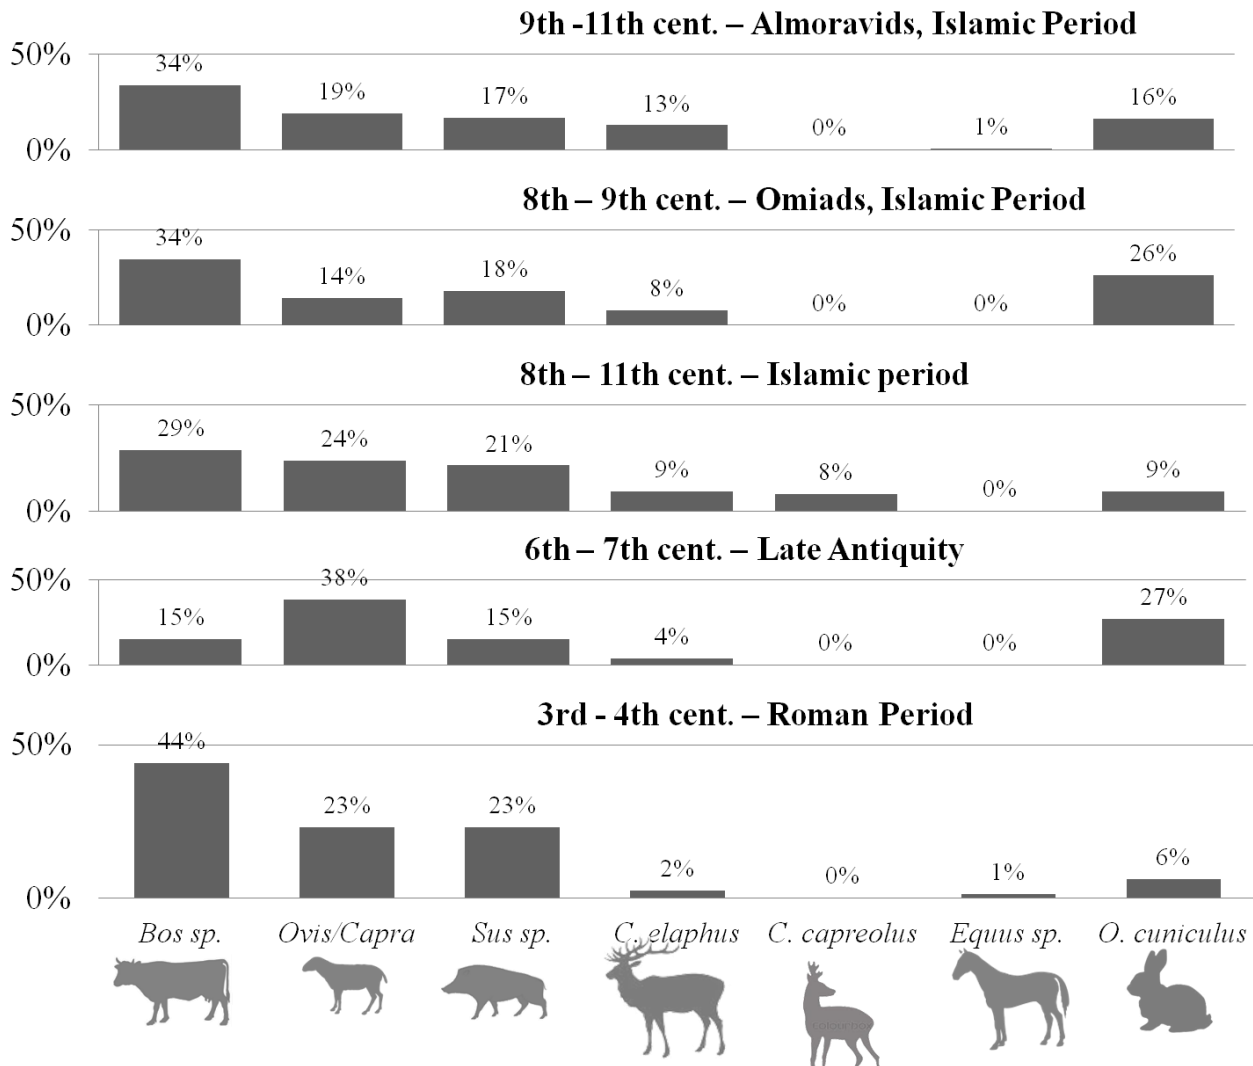 9th -11th cent. – Almoravids, Islamic Period
50%
34% 19% 17% 13% 0% 1% 16%
0%
8th – 9th cent. – Omiads, Islamic Period
50%
34% 14% 18% 8% 0% 0% 26%
0%
8th – 11th cent. – Islamic period
50%
29% 24% 21% 9% 8% 0% 9%
0%
6th – 7th cent. – Late Antiquity
50%
15% 38% 15% 4% 0% 0% 27%
0%
3rd - 4th cent. – Roman Period
50%
44% 23% 23% 2% 0% 1% 6%
0%
Bos sp. Ovis/Capra Sus sp. C. elaphus C. capreolus Equus sp. O. cuniculus